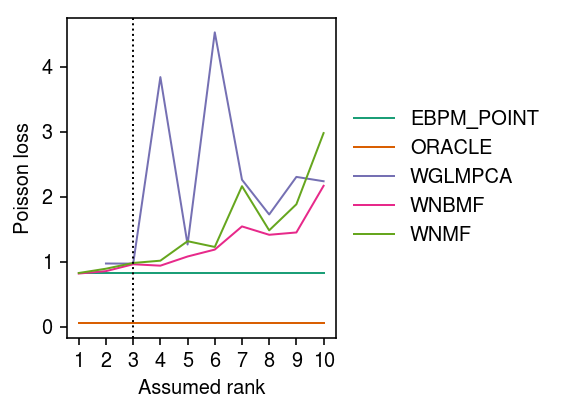 Poisson loss
4
3
2
1
0
1 2 3 4 5 6 7 8 9 10
Assumed rank
EBPM_POINT
ORACLE
WGLMPCA
WNBMF
WNMF